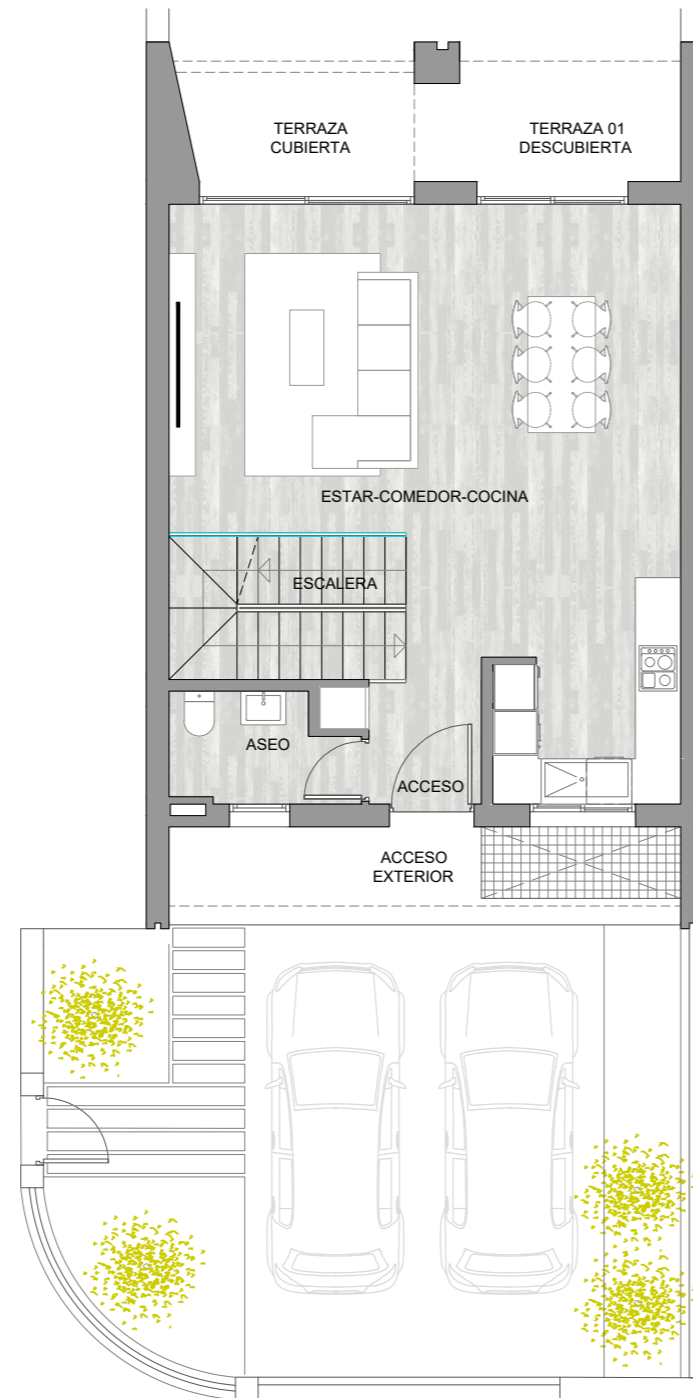 TERRAZA
CUBIERTA
TERRAZA 01
DESCUBIERTA
ESTAR-COMEDOR-COCINA
ESCALERA
ASEO
ACCESO
ACCESO
EXTERIOR